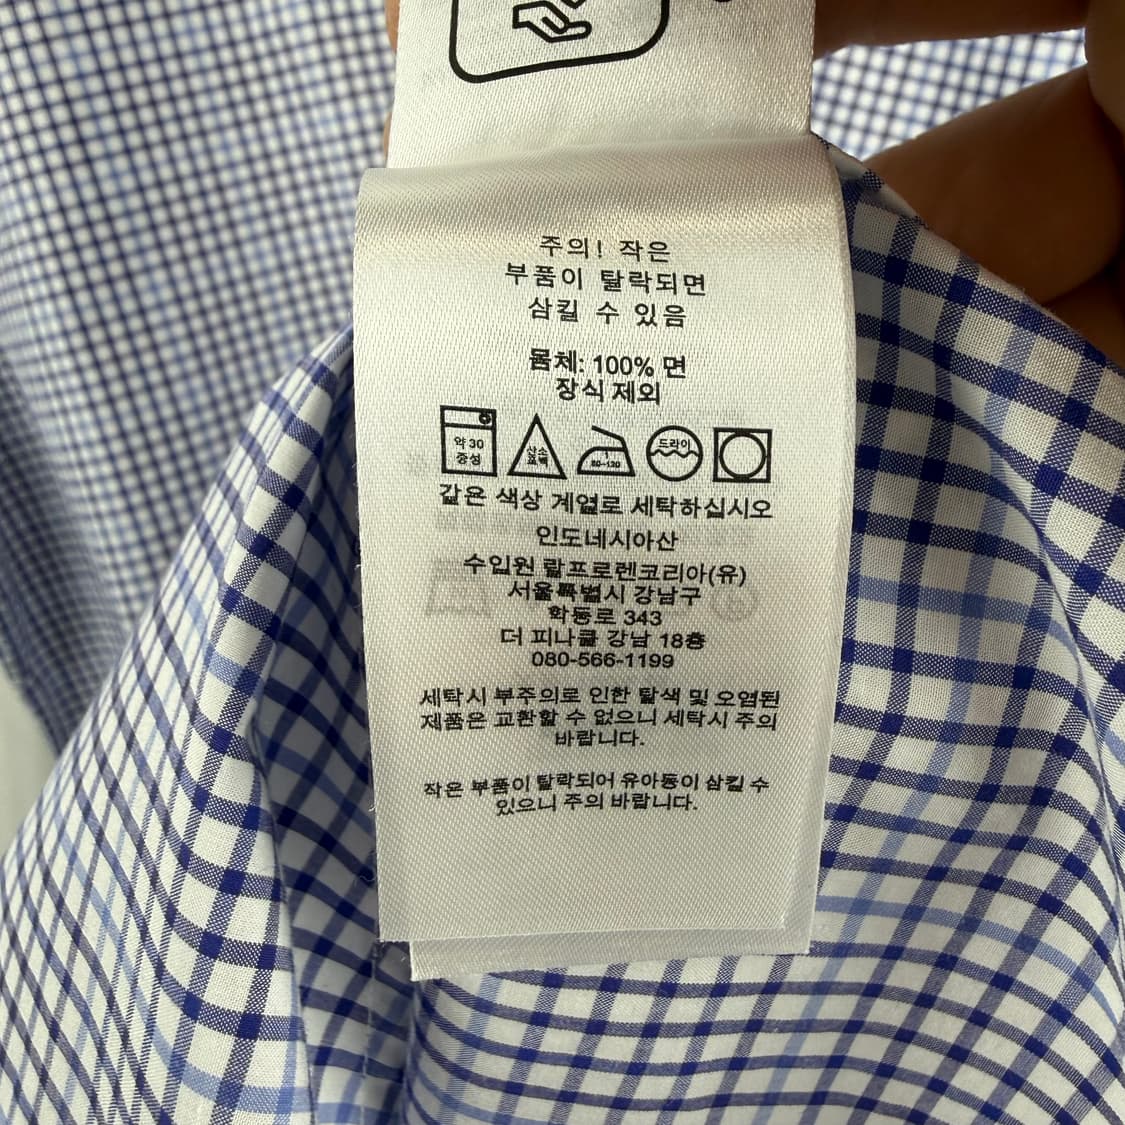 주의! 작은
부품이 탈락되면
삼킬 수 있음
몸체: 100% 면
장식 제외
약 30
중성
산소
표백
80~120
드라이
같은 색상 계열로 세탁하십시오
인도네시아산
수입원 랄프로렌코리아(유)
서울특별시 강남구
학동로 343
더 피나클 강남 18층
080-566-1199
세탁시 부주의로 인한 탈색 및 오염된
제품은 교환할 수 없으니 세탁시 주의
바랍니다.
작은 부품이 탈락되어 유아동이 삼킬 수
있으니 주의 바랍니다.